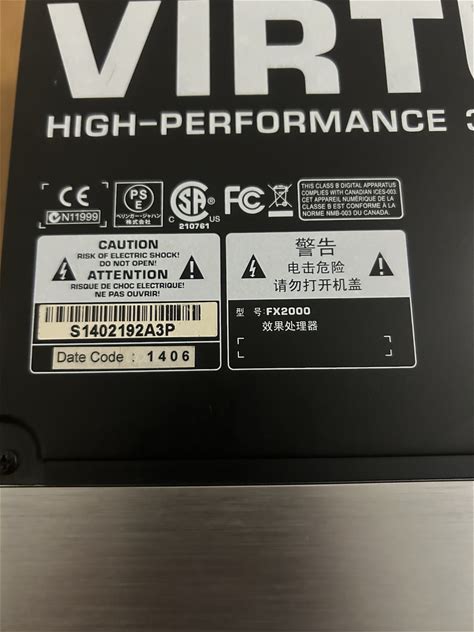 VIRTU
HIGH-PERFORMANCE 3
CE
N11999
PS
E
ベリンガー・ジャパン
株式会社
SA
C US
210761
FC
THIS CLASS B DIGITAL APPARATUS
COMPLIES WITH CANADIAN ICES-003
CET APPAREIL NUMÉRIQUE DE LA
CLASSE B EST CONFORME À LA
NORME NMB-003 DU CANADA.
CAUTION
RISK OF ELECTRIC SHOCK!
DO NOT OPEN!
ATTENTION
RISQUE DE CHOC ELECTRIQUE!
NE PAS OUVRIR!
S1402192A3P
Date Code : 1406
警告
电击危险
请勿打开机盖
型 号: FX2000
效果处理器